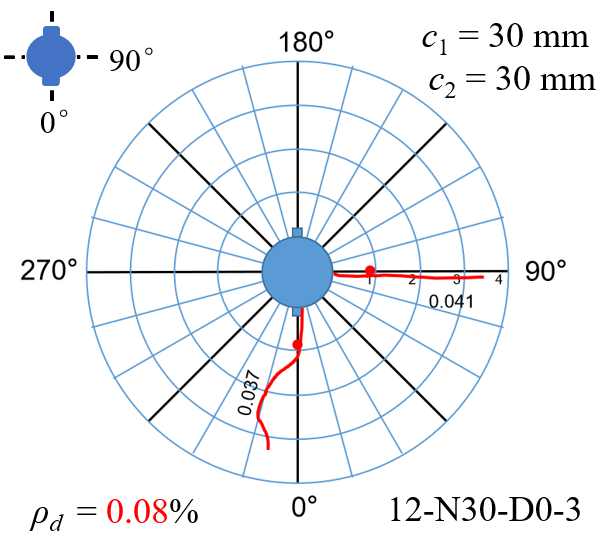 180°
c₁ = 30 mm
c₂ = 30 mm
90°
0°
270°
1 2 3 4
90°
0.041
0.037
0°
ρ_d = 0.08%
12-N30-D0-3